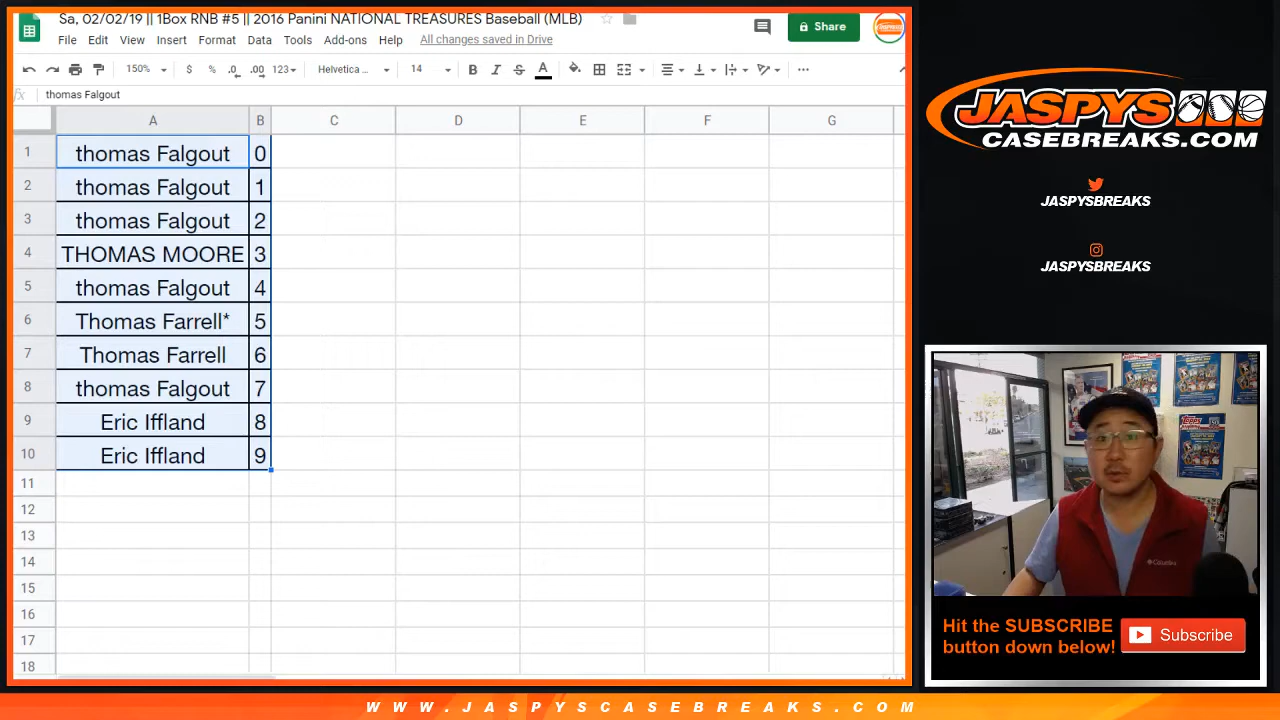 Sa, 02/02/19 || 1Box RNB #5 || 2016 Panini NATIONAL TREASURES Baseball (MLB)
File Edit View Insert Format Data Tools Add-ons Help All changes saved in Drive
Share
150% $ % .0 .00 123 Helvetica ... 14 B I S A
fx thomas Falgout
A B C D E F G
1 thomas Falgout 0
2 thomas Falgout 1
3 thomas Falgout 2
4 THOMAS MOORE 3
5 thomas Falgout 4
6 Thomas Farrell* 5
7 Thomas Farrell 6
8 thomas Falgout 7
9 Eric Iffland 8
10 Eric Iffland 9
11
12
13
14
15
16
17
18
JASPYS
CASEBREAKS.COM
JASPYSBREAKS
JASPYSBREAKS
Columbia
Hit the SUBSCRIBE
button down below!
Subscribe
WWW.JASPYSCASEBREAKS.COM